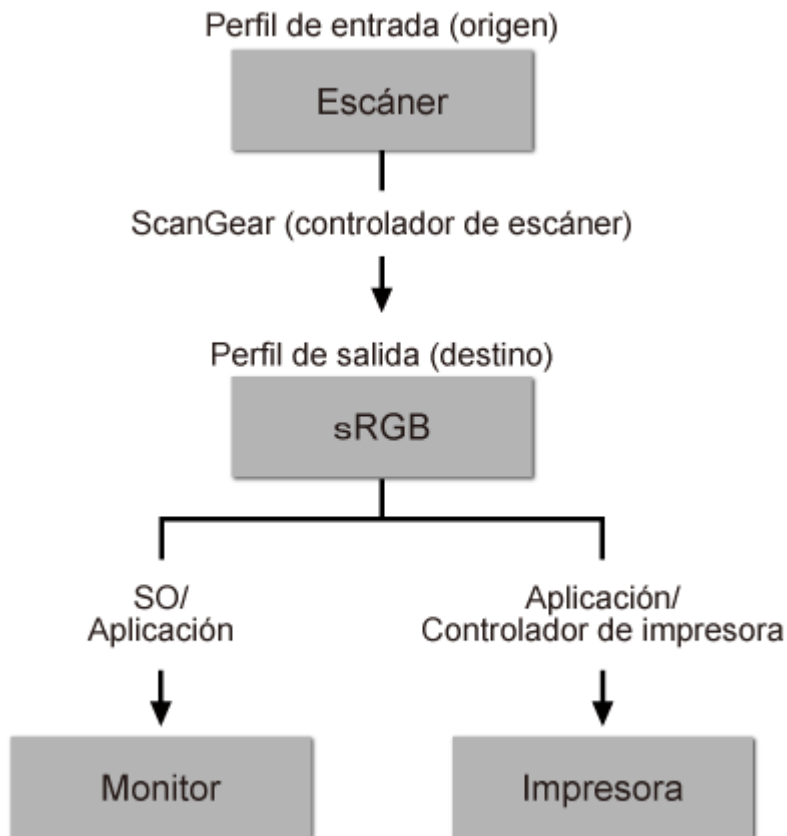 Perfil de entrada (origen)
Escáner
ScanGear (controlador de escáner)
Perfil de salida (destino)
sRGB
SO/
Aplicación
Aplicación/
Controlador de impresora
Monitor
Impresora